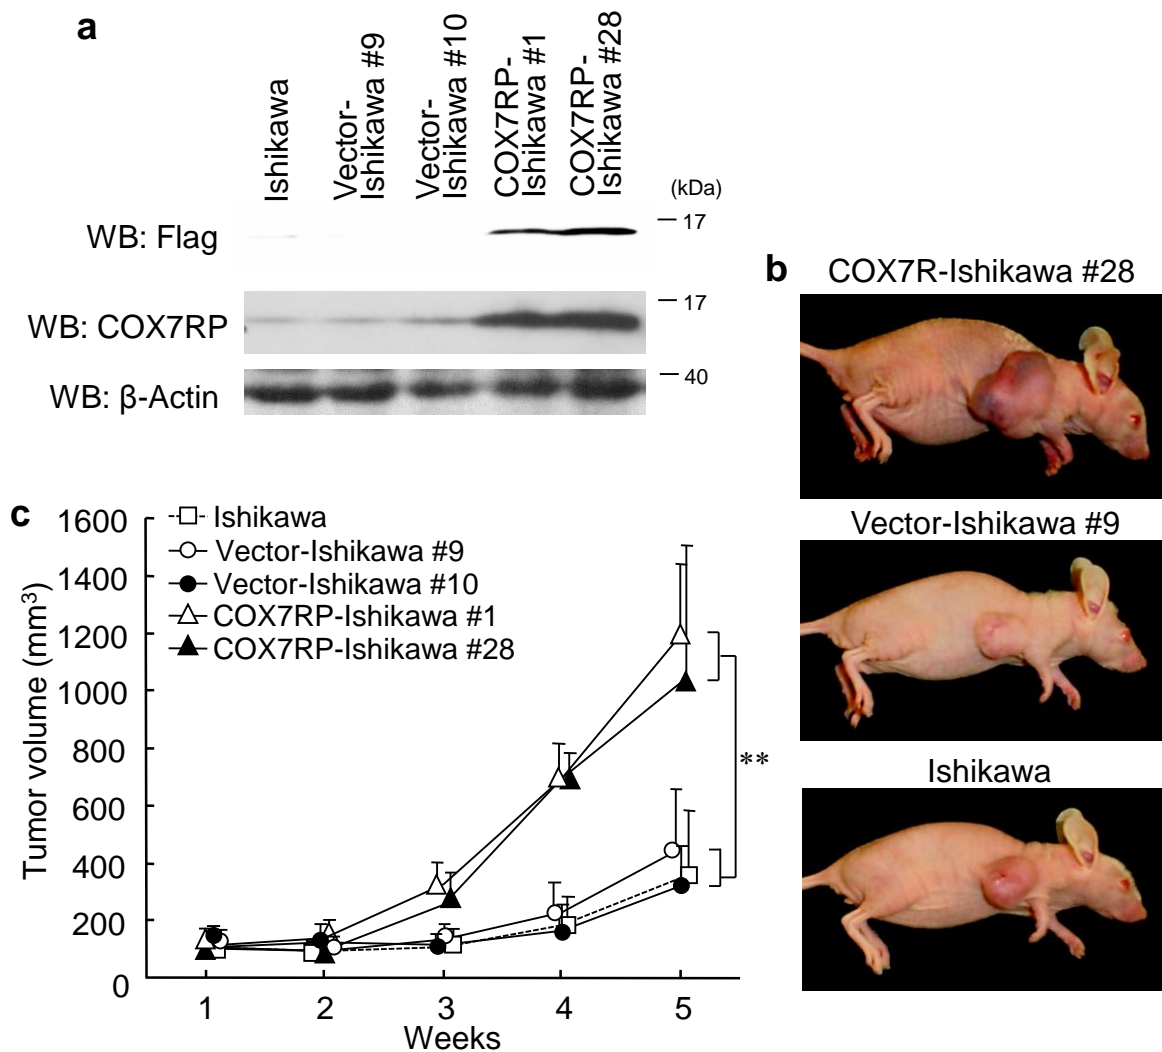 a
Ishikawa
Vector-
Ishikawa #9
Vector-
Ishikawa #10
COX7RP-
Ishikawa #1
COX7RP-
Ishikawa #28
(kDa)
WB: Flag
17
WB: COX7RP
17
WB: β-Actin
40
b
COX7R-Ishikawa #28
Vector-Ishikawa #9
Ishikawa
c
Ishikawa
Vector-Ishikawa #9
Vector-Ishikawa #10
COX7RP-Ishikawa #1
COX7RP-Ishikawa #28
Tumor volume (mm³)
1600
1400
1200
1000
800
600
400
200
0
**
1 2 3 4 5
Weeks